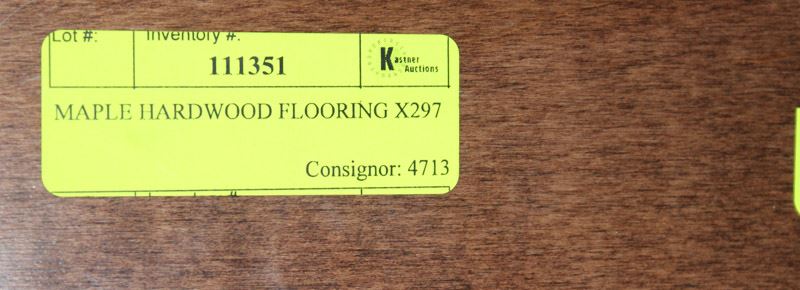 Lot #: Inventory #:
111351
Kastner
Auctions
MAPLE HARDWOOD FLOORING X297
Consignor: 4713